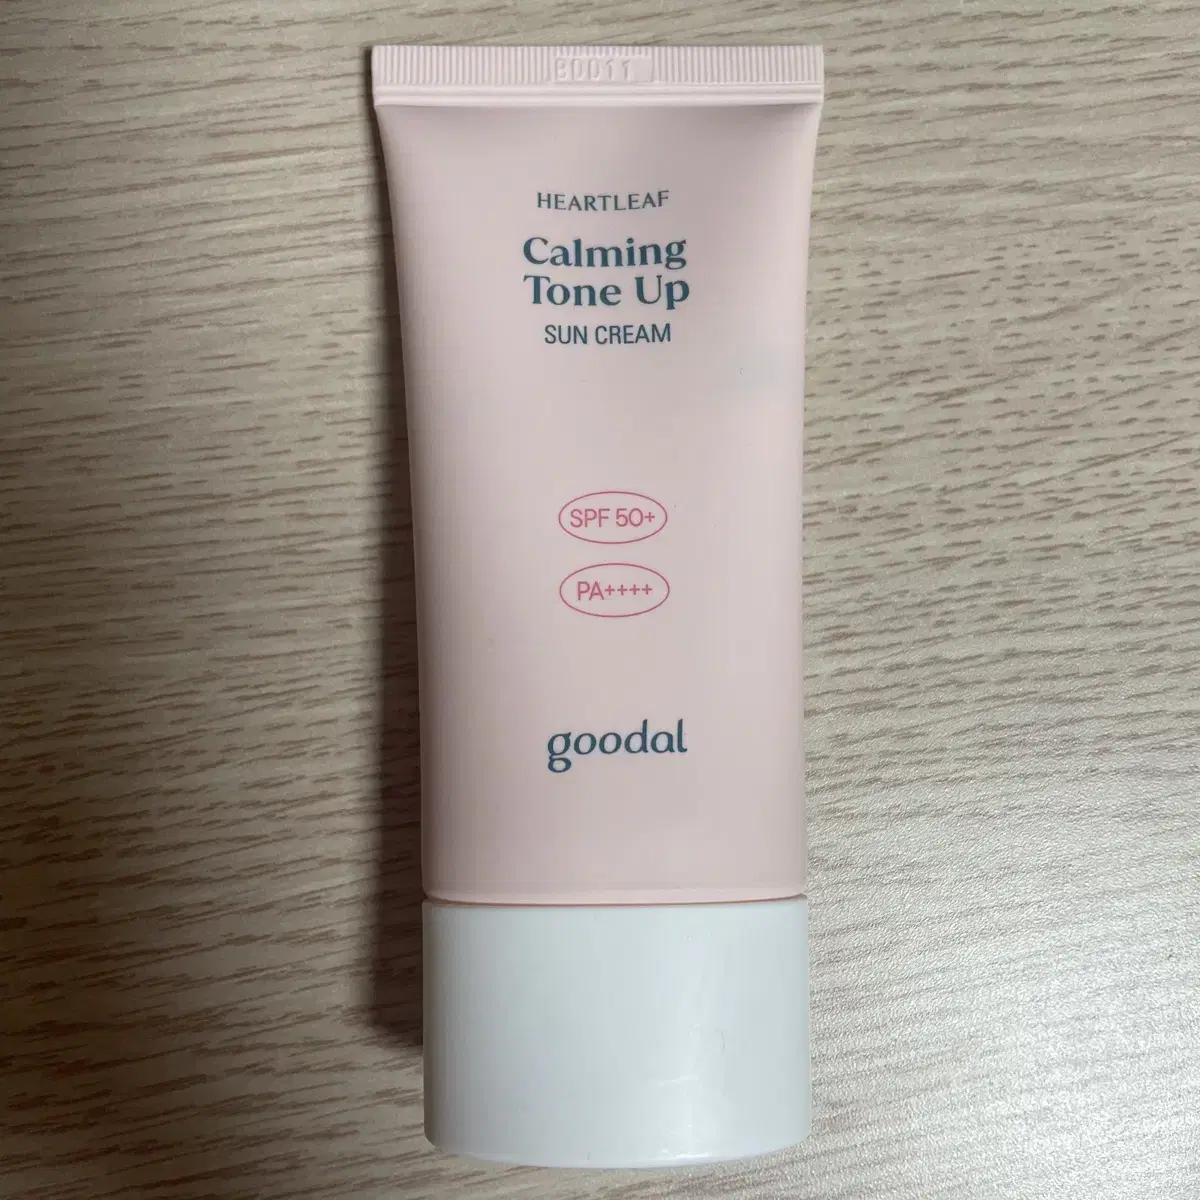 HEARTLEAF
Calming
Tone Up
SUN CREAM
SPF 50+
PA++++
goodal